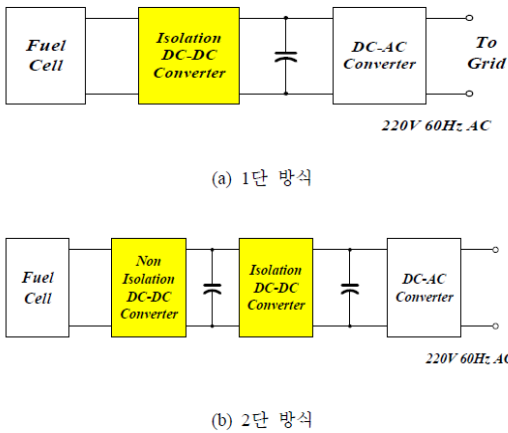 Fuel
Cell
Isolation
DC-DC
Converter
DC-AC
Converter
To
Grid
220V 60Hz AC
(a) 1단 방식
Fuel
Cell
Non
Isolation
DC-DC
Converter
Isolation
DC-DC
Converter
DC-AC
Converter
220V 60Hz AC
(b) 2단 방식